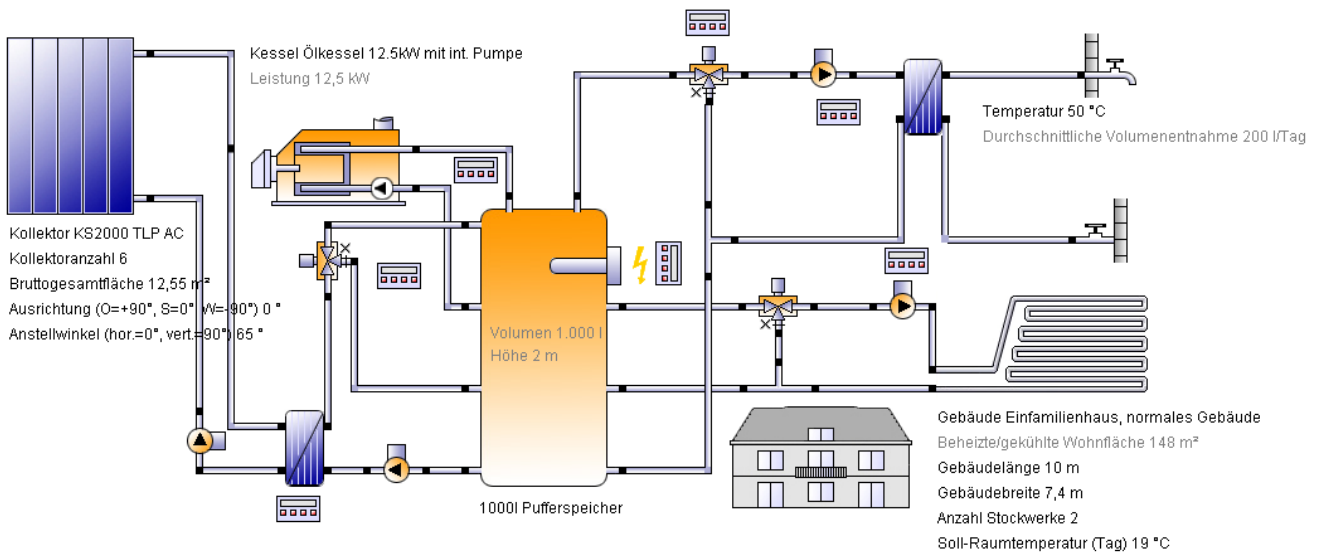 Kessel Ölkessel 12.5kW mit int. Pumpe
Leistung 12,5 kW
Temperatur 50 °C
Durchschnittliche Volumenentnahme 200 l/Tag
Kollektor KS2000 TLP AC
Kollektoranzahl 6
Bruttogesamtfläche 12,55 m²
Ausrichtung (O=+90°, S=0°, W=-90°) 0 °
Anstellwinkel (hor.=0°, vert.=90°) 65 °
Volumen 1.000 l
Höhe 2 m
1000l Pufferspeicher
Gebäude Einfamilienhaus, normales Gebäude
Beheizte/gekühlte Wohnfläche 148 m²
Gebäudelänge 10 m
Gebäudebreite 7,4 m
Anzahl Stockwerke 2
Soll-Raumtemperatur (Tag) 19 °C